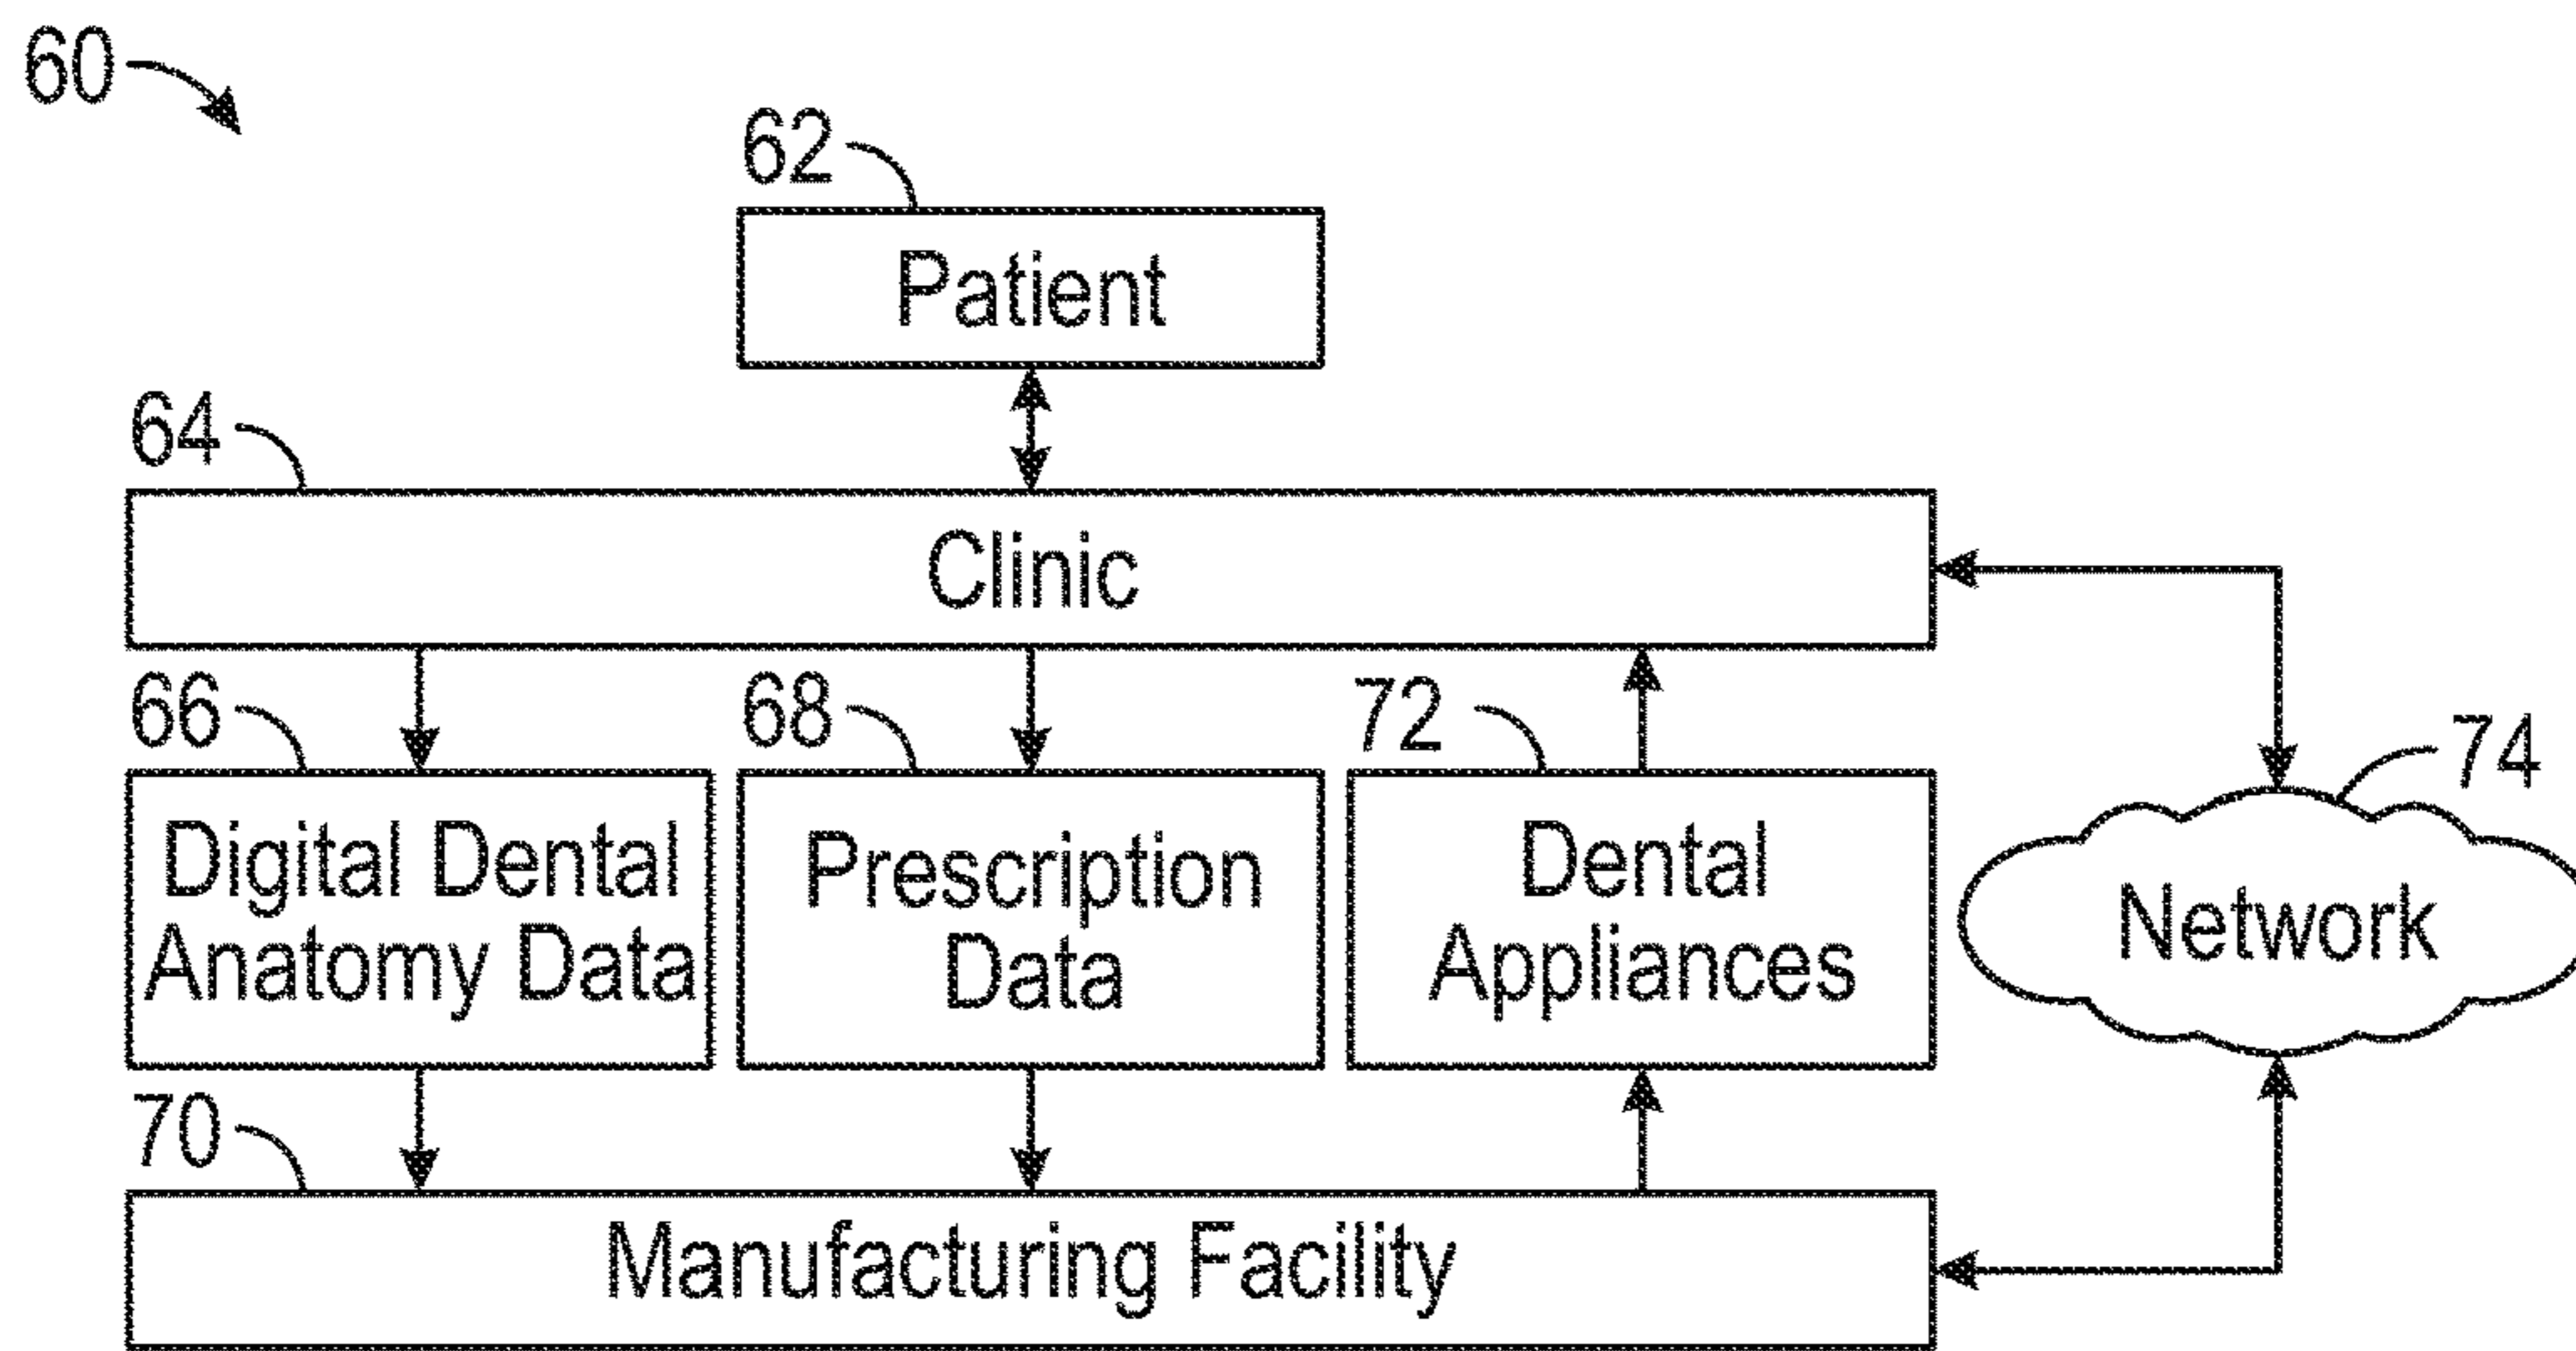 60
62
Patient
64
Clinic
66
68
72
74
Digital Dental
Anatomy Data
Prescription
Data
Dental
Appliances
Network
70
Manufacturing Facility